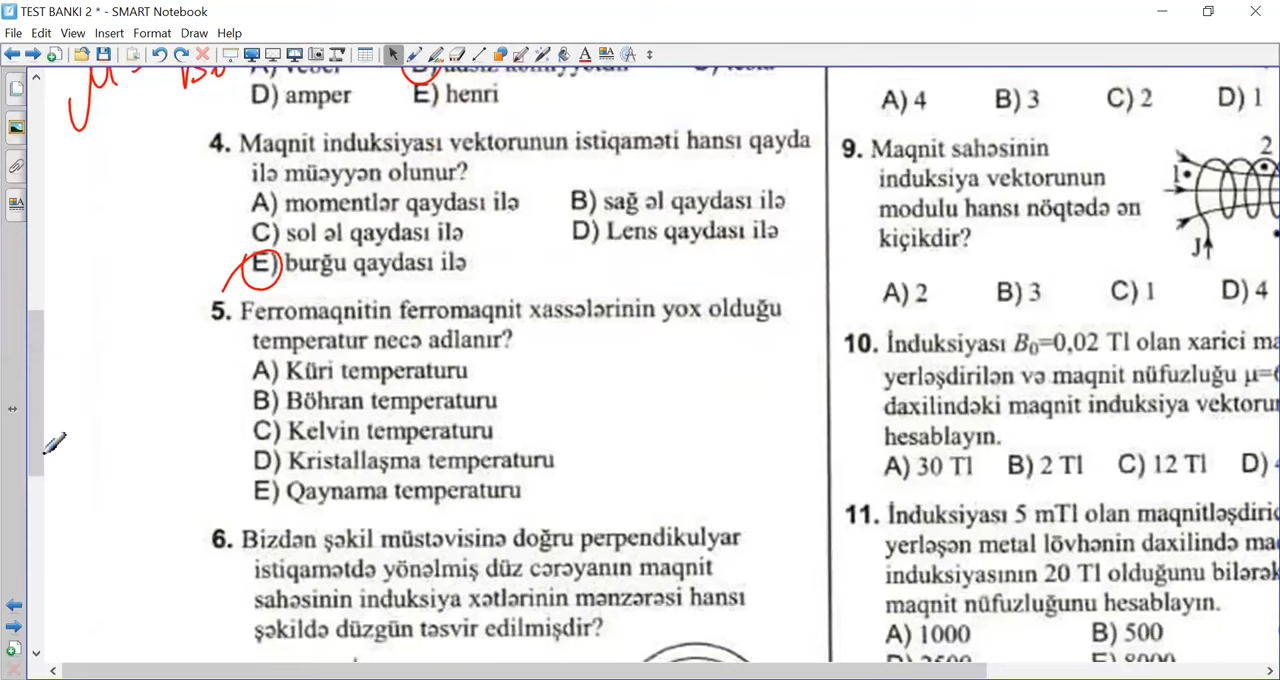 TEST BANKI 2 * - SMART Notebook
File Edit View Insert Format Draw Help
D) amper E) henri
4. Maqnit induksiyası vektorunun istiqaməti hansı qayda
ilə müəyyən olunur?
A) momentlər qaydası ilə B) sağ əl qaydası ilə
C) sol əl qaydası ilə D) Lens qaydası ilə
E) burğu qaydası ilə
5. Ferromaqnitin ferromaqnit xassələrinin yox olduğu
temperatur necə adlanır?
A) Küri temperaturu
B) Böhran temperaturu
C) Kelvin temperaturu
D) Kristallaşma temperaturu
E) Qaynama temperaturu
6. Bizdən şəkil müstəvisinə doğru perpendikulyar
istiqamətdə yönəlmiş düz cərəyanın maqnit
sahəsinin induksiya xətlərinin mənzərəsi hansı
şəkildə düzgün təsvir edilmişdir?
A) 4 B) 3 C) 2 D) 1
9. Maqnit sahəsinin
induksiya vektorunun
modulu hansı nöqtədə ən
kiçikdir?
1 2
J
A) 2 B) 3 C) 1 D) 4
10. İnduksiyası B₀=0,02 Tl olan xarici ma
yerləşdirilən və maqnit nüfuzluğu μ=
daxilindəki maqnit induksiya vektoru
hesablayın.
A) 30 Tl B) 2 Tl C) 12 Tl D)
11. İnduksiyası 5 mTl olan maqnitləşdiric
yerləşən metal lövhənin daxilində ma
induksiyasının 20 Tl olduğunu bilərək
maqnit nüfuzluğunu hesablayın.
A) 1000 B) 500